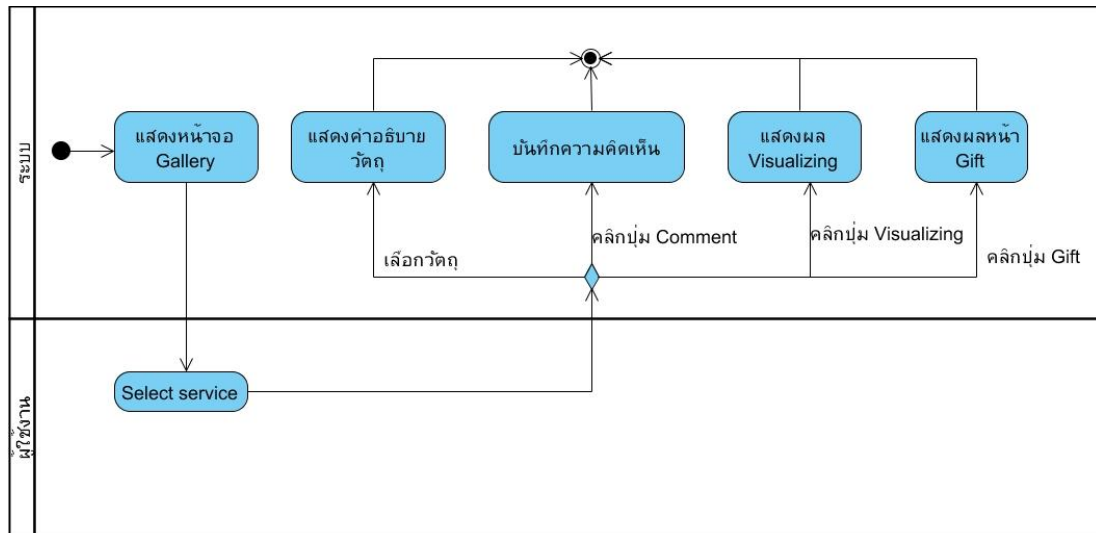 ระบบ
แสดงหน้าจอ
Gallery
แสดงคำอธิบาย
วัตถุ
บันทึกความคิดเห็น
แสดงผล
Visualizing
แสดงผลหน้า
Gift
เลือกวัตถุ
คลิกปุ่ม Comment
คลิกปุ่ม Visualizing
คลิกปุ่ม Gift
ผู้ใช้งาน
Select service